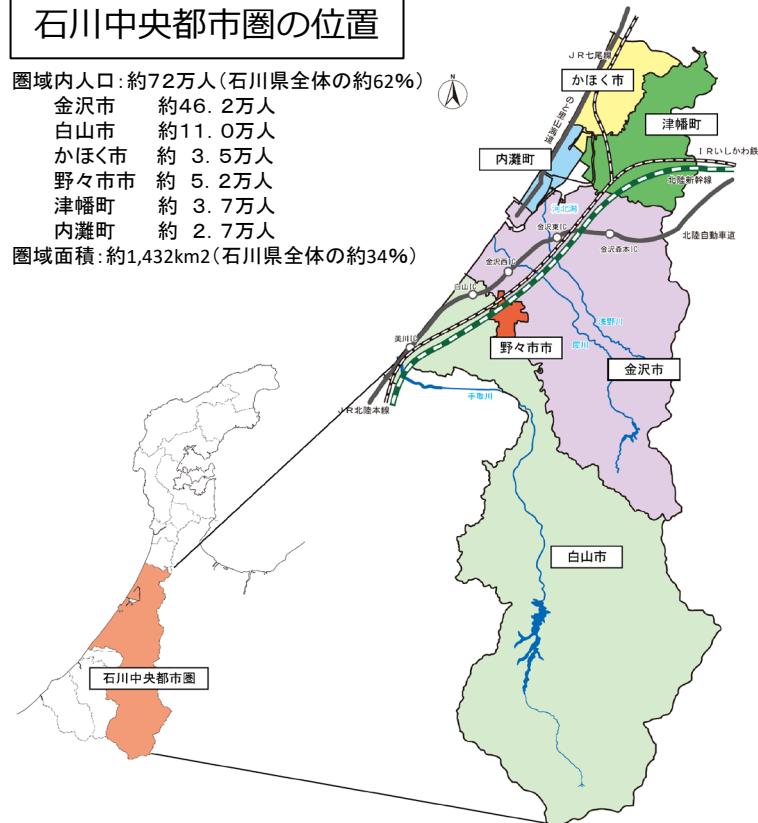 石川中央都市圏の位置
圏域内人口：約72万人（石川県全体の約62%）
金沢市　約46．2万人
白山市　約11．0万人
かほく市　約 3．5万人
野々市市　約 5．2万人
津幡町　約 3．7万人
内灘町　約 2．7万人
圏域面積：約1,432km2（石川県全体の約34%）
N
JR七尾線
かほく市
のと里山海道
津幡町
内灘町
IRいしかわ鉄
北陸新幹線
河北潟
金沢東IC
北陸自動車道
金沢森本IC
金沢西IC
白山IC
浅野川
美川IC
野々市市
犀川
金沢市
手取川
JR北陸本線
白山市
石川中央都市圏